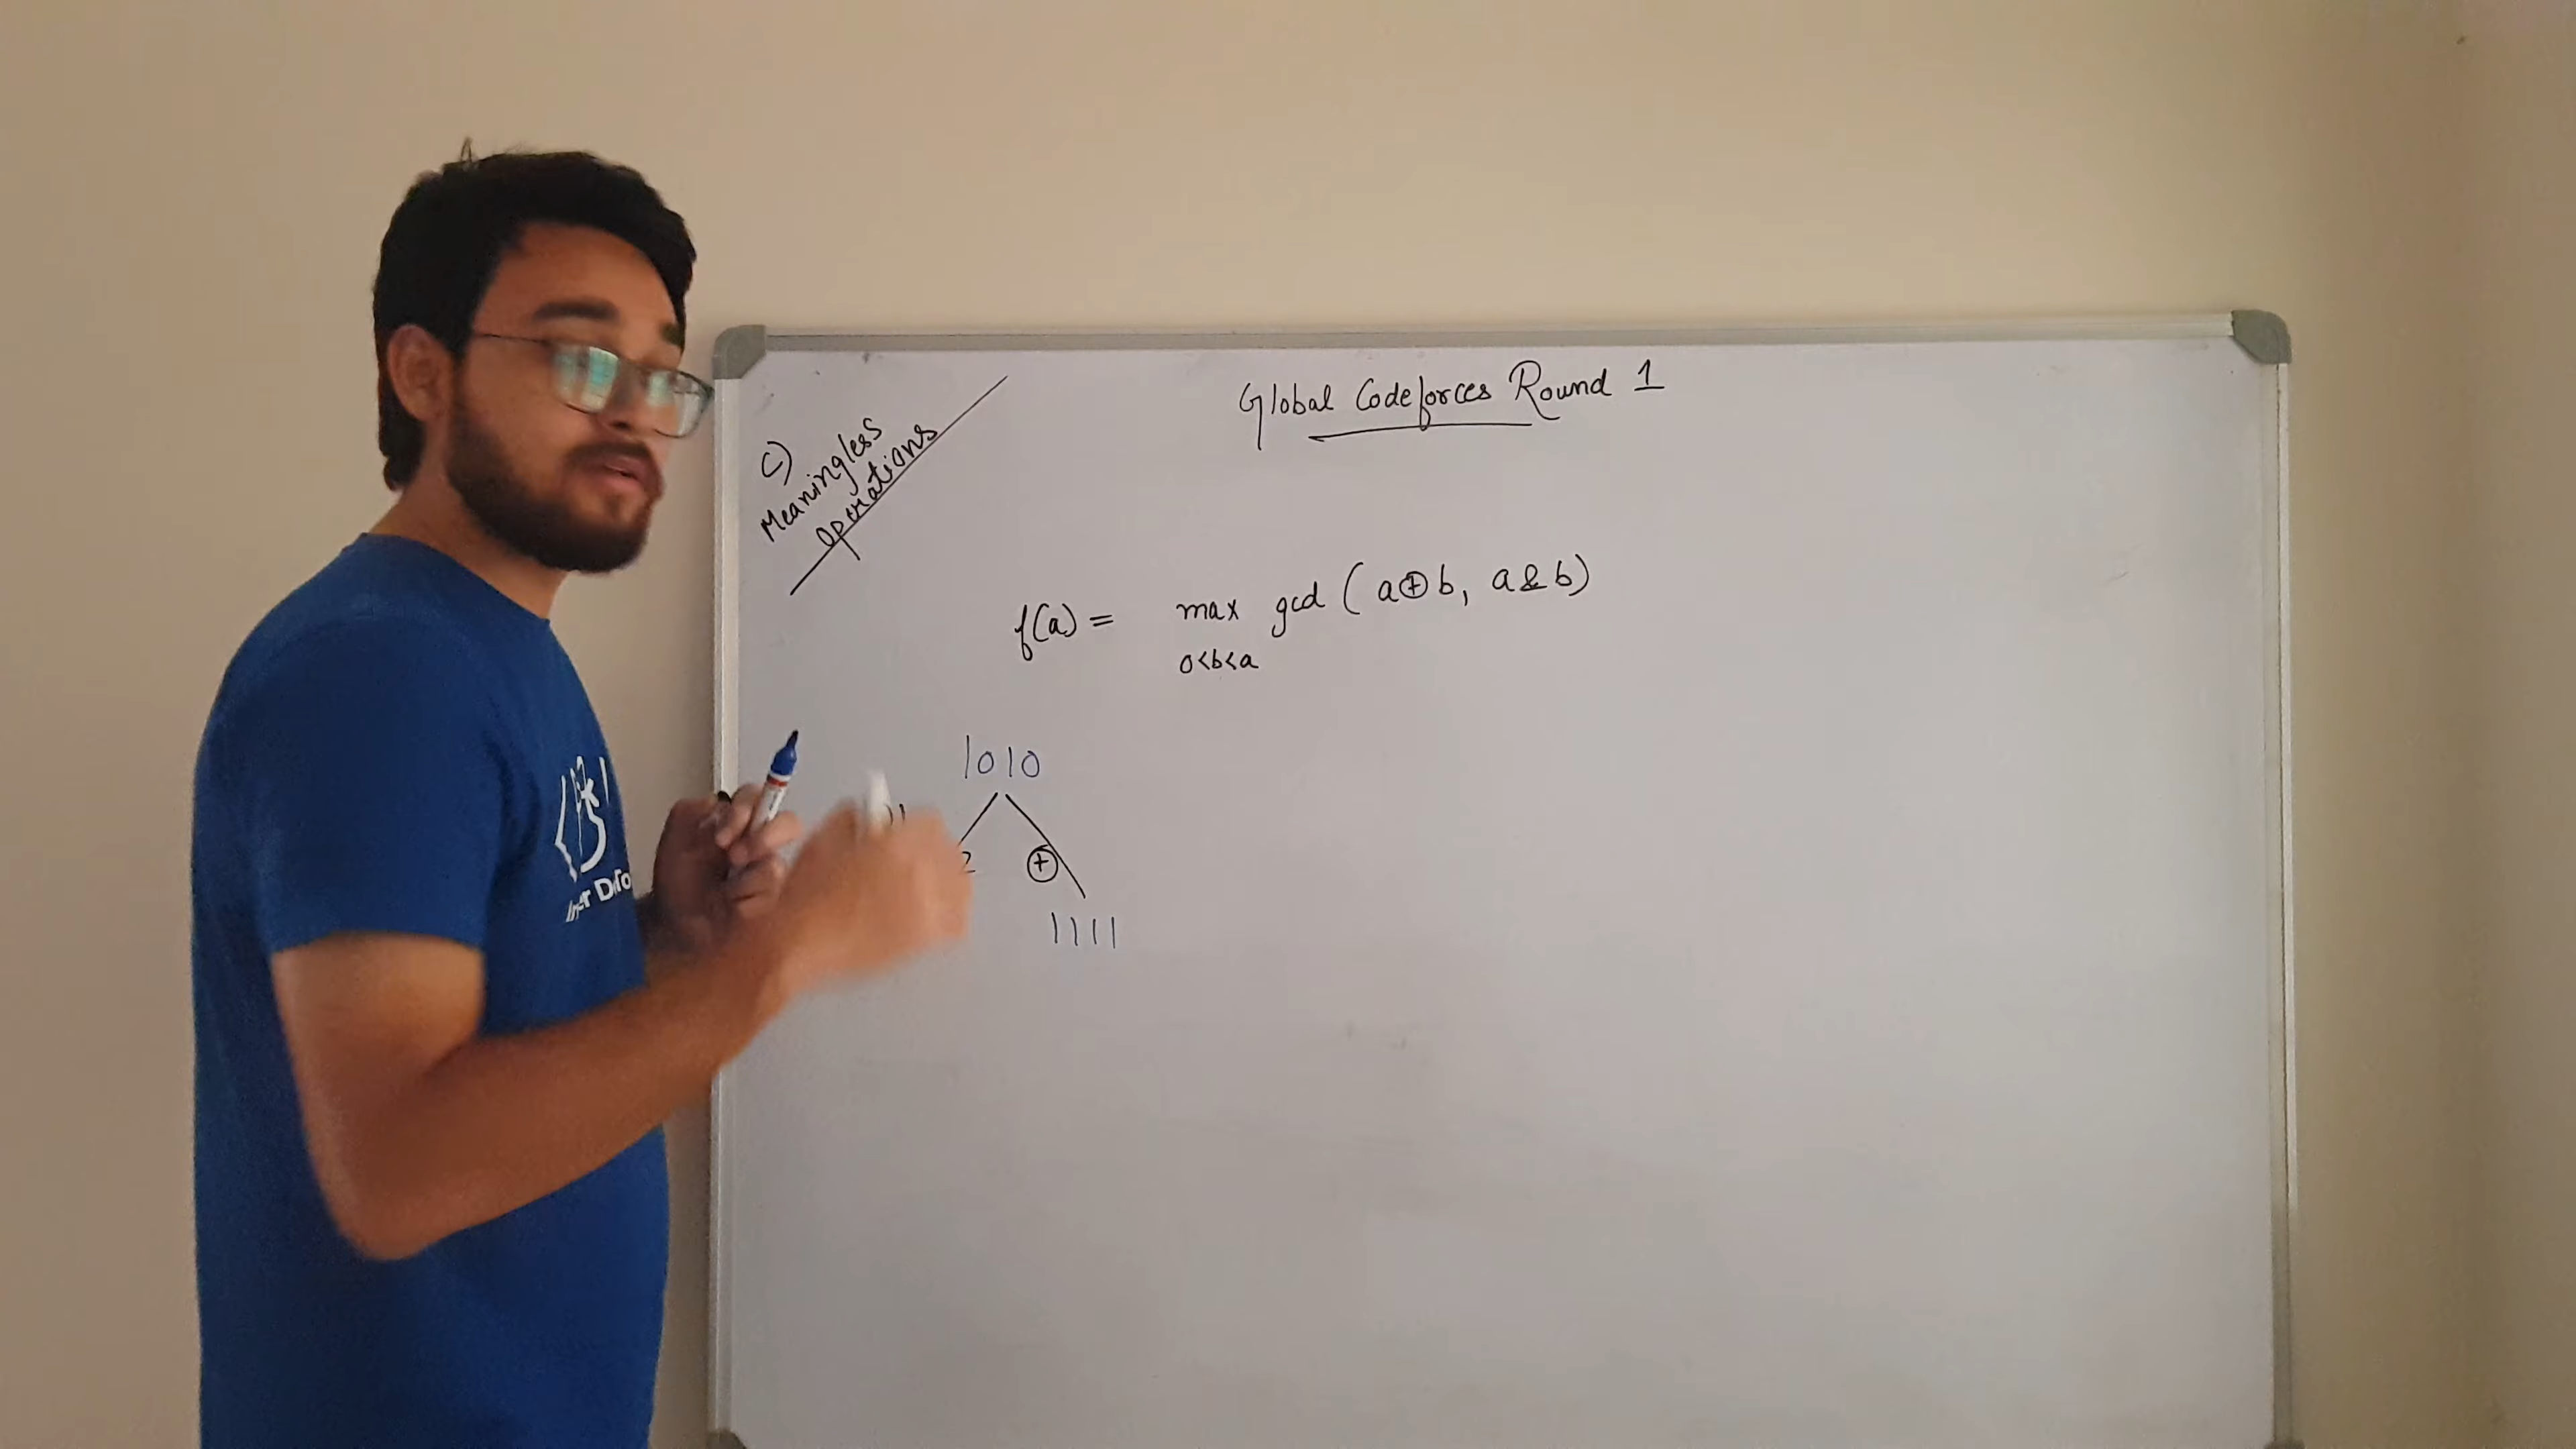 Global Codeforces Round 1
C)
Meaningless
Operations
f(a) = max gcd ( a⊕b, a&b)
0<b<a
1010
⊕
1111